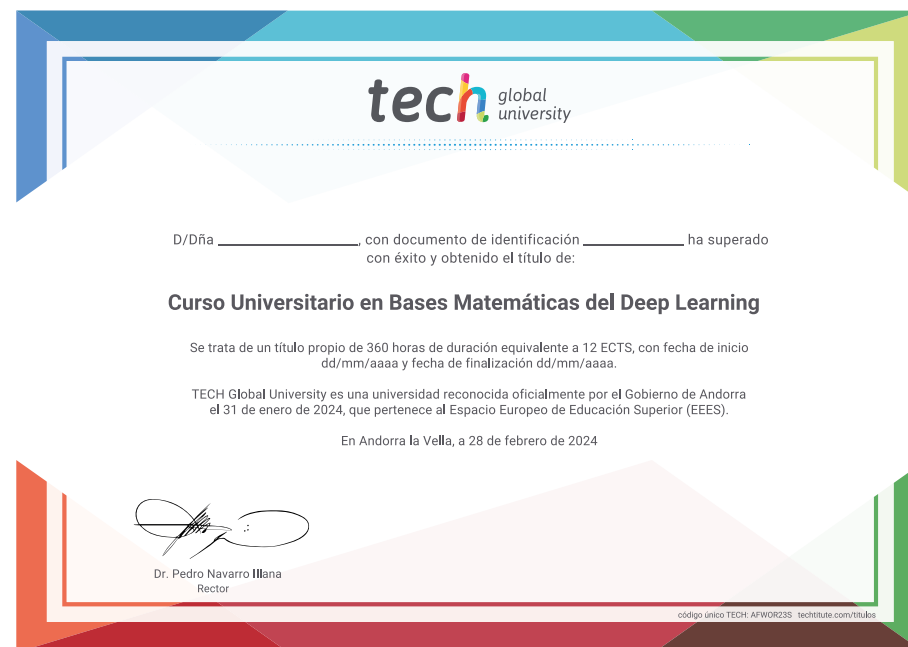 tech global university
D/Dña ______________, con documento de identificación __________ ha superado
con éxito y obtenido el título de:
Curso Universitario en Bases Matemáticas del Deep Learning
Se trata de un título propio de 360 horas de duración equivalente a 12 ECTS, con fecha de inicio
dd/mm/aaaa y fecha de finalización dd/mm/aaaa.
TECH Global University es una universidad reconocida oficialmente por el Gobierno de Andorra
el 31 de enero de 2024, que pertenece al Espacio Europeo de Educación Superior (EEES).
En Andorra la Vella, a 28 de febrero de 2024
Dr. Pedro Navarro Illana
Rector
código único TECH: AFWOR23S techtitute.com/titulos